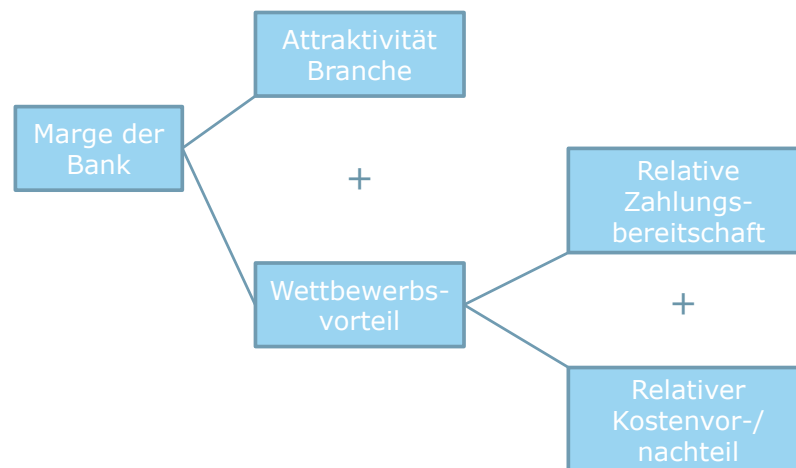 Attraktivität
Branche
Marge der
Bank
+
Relative
Zahlungs-
bereitschaft
Wettbewerbs-
vorteil
+
Relativer
Kostenvor-/
nachteil